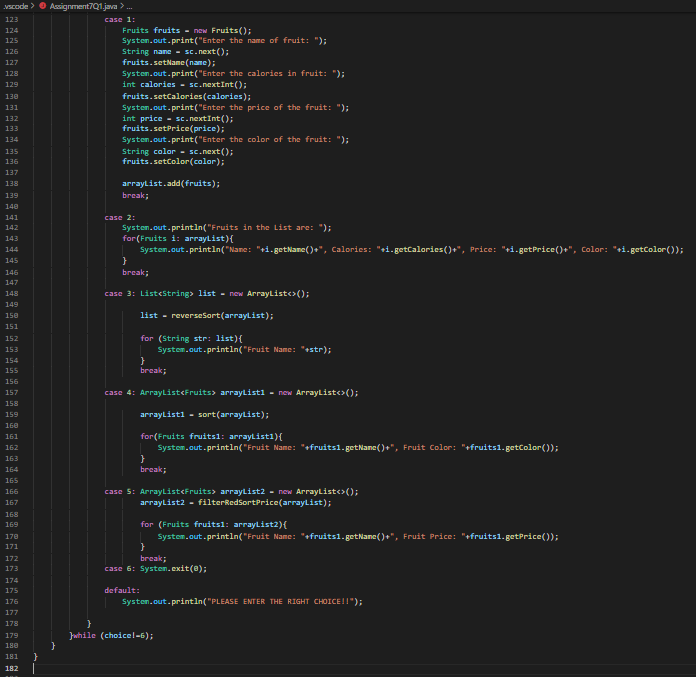 .vscode > Assignment7Q1.java > ...
123 case 1:
124 Fruits fruits = new Fruits();
125 System.out.print("Enter the name of fruit: ");
126 String name = sc.next();
127 fruits.setName(name);
128 System.out.print("Enter the calories in fruit: ");
129 int calories = sc.nextInt();
130 fruits.setCalories(calories);
131 System.out.print("Enter the price of the fruit: ");
132 int price = sc.nextInt();
133 fruits.setPrice(price);
134 System.out.print("Enter the color of the fruit: ");
135 String color = sc.next();
136 fruits.setColor(color);
137
138 arrayList.add(fruits);
139 break;
140
141 case 2:
142 System.out.println("Fruits in the List are: ");
143 for(Fruits i: arrayList){
144 System.out.println("Name: "+i.getName()+", Calories: "+i.getCalories()+", Price: "+i.getPrice()+", Color: "+i.getColor());
145 }
146 break;
147
148 case 3: List<String> list = new ArrayList<>();
149
150 list = reverseSort(arrayList);
151
152 for (String str: list){
153 System.out.println("Fruit Name: "+str);
154 }
155 break;
156
157 case 4: ArrayList<Fruits> arrayList1 = new ArrayList<>();
158
159 arrayList1 = sort(arrayList);
160
161 for(Fruits fruits1: arrayList1){
162 System.out.println("Fruit Name: "+fruits1.getName()+", Fruit Color: "+fruits1.getColor());
163 }
164 break;
165
166 case 5: ArrayList<Fruits> arrayList2 = new ArrayList<>();
167 arrayList2 = filterRedSortPrice(arrayList);
168
169 for (Fruits fruits1: arrayList2){
170 System.out.println("Fruit Name: "+fruits1.getName()+", Fruit Price: "+fruits1.getPrice());
171 }
172 break;
173 case 6: System.exit(0);
174
175 default:
176 System.out.println("PLEASE ENTER THE RIGHT CHOICE!!");
177
178 }
179 }while (choice!=6);
180 }
181 }
182